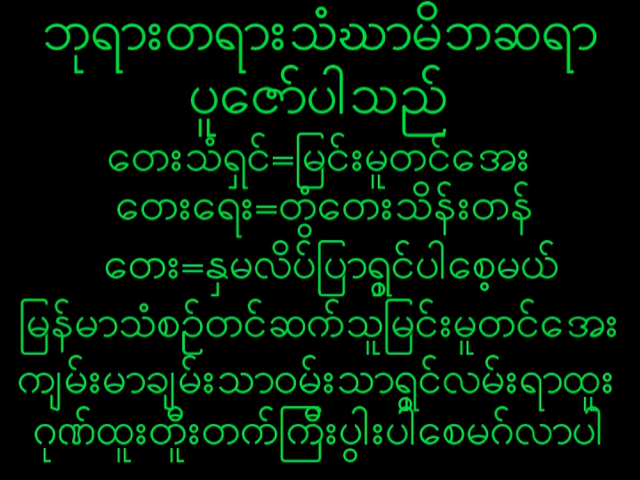 ဘုရားတရားသံဃာမိဘဆရာ
ပူဇော်ပါသည်
တေးသံရှင်=မြင်းမူတင်အေး
တေးရေး=တွံတေးသိန်းတန်
တေး=နှမလိပ်ပြာရွှင်ပါစေ့မယ်
မြန်မာသံစဉ်တင်ဆက်သူမြင်းမူတင်အေး
ကျမ်းမာချမ်းသာဝမ်းသာရွှင်လမ်းရာထူး
ဂုဏ်ထူးတိုးတက်ကြီးပွါးပါစေမင်္ဂလာပါ